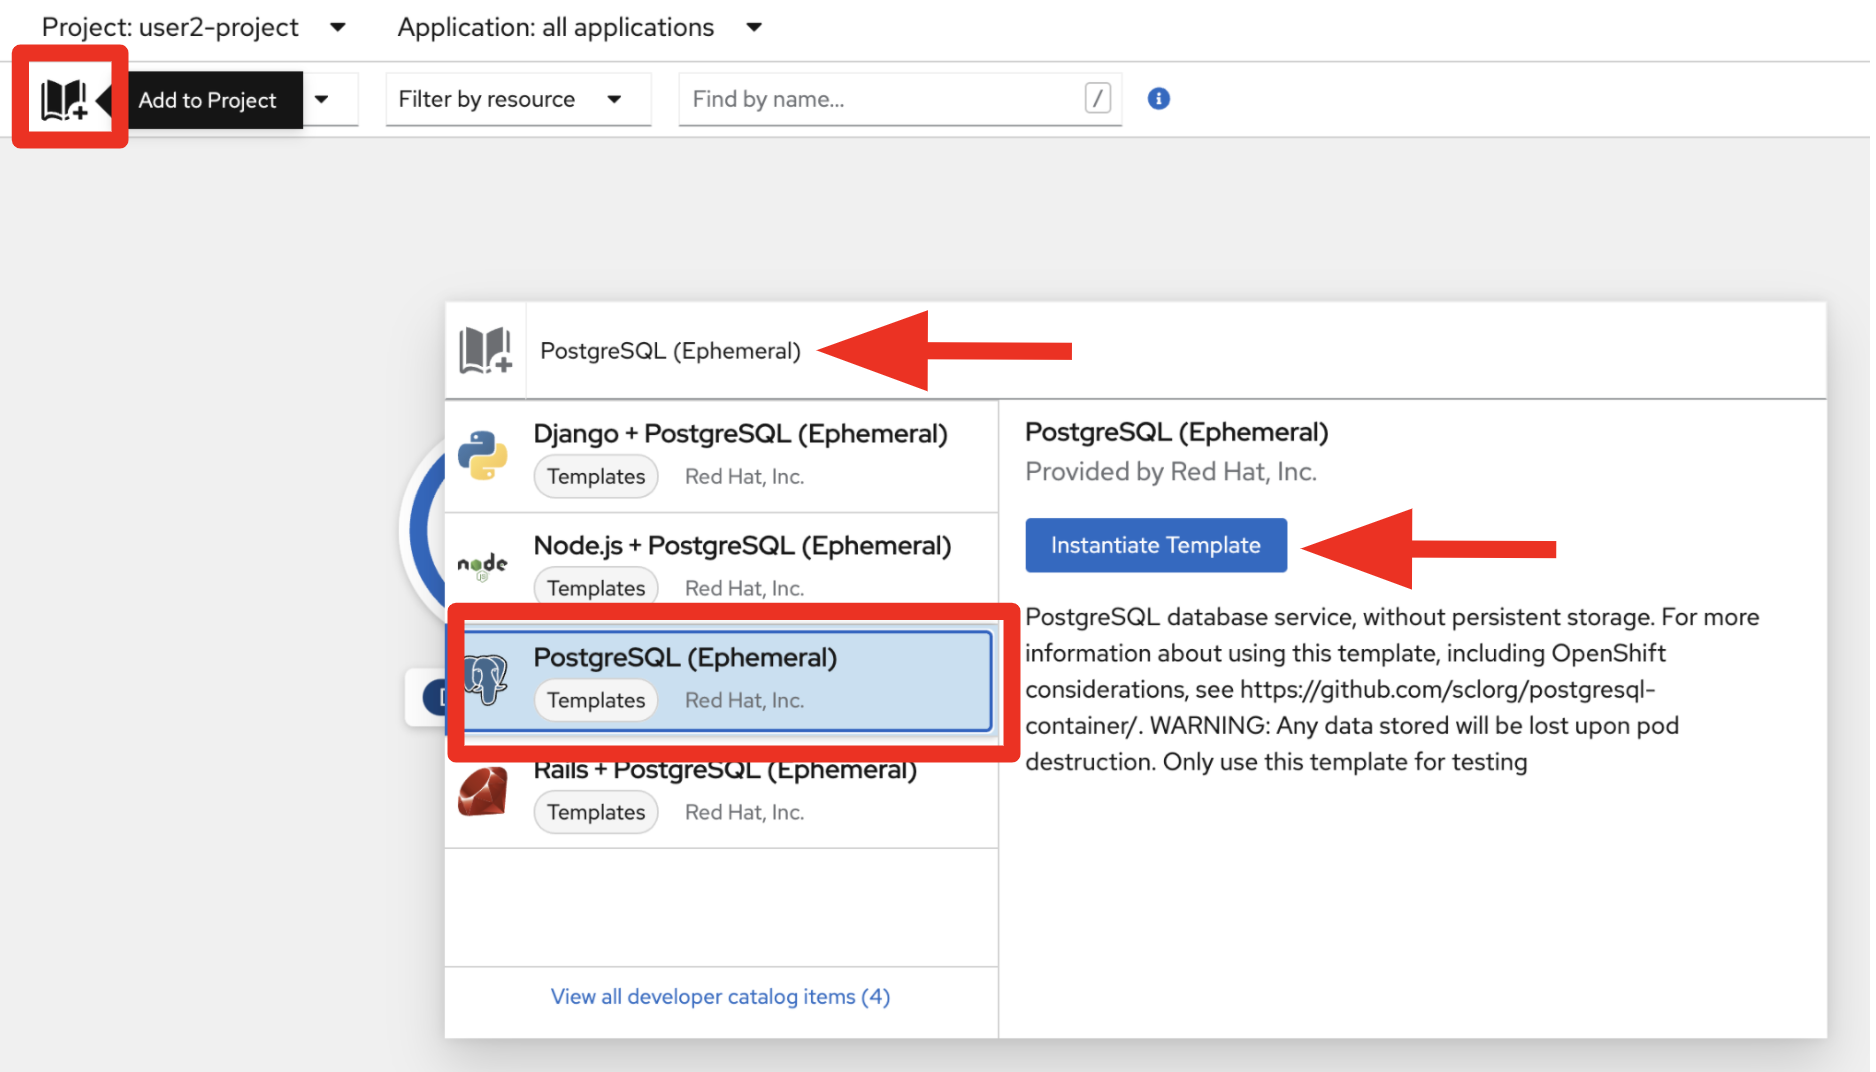 Project: user2-project
Application: all applications
Add to Project
Filter by resource
Find by name...
/
i
PostgreSQL (Ephemeral)
Django + PostgreSQL (Ephemeral)
Templates Red Hat, Inc.
node
Node.js + PostgreSQL (Ephemeral)
Templates Red Hat, Inc.
PostgreSQL (Ephemeral)
Templates Red Hat, Inc.
Rails + PostgreSQL (Ephemeral)
Templates Red Hat, Inc.
View all developer catalog items (4)
PostgreSQL (Ephemeral)
Provided by Red Hat, Inc.
Instantiate Template
PostgreSQL database service, without persistent storage. For more
information about using this template, including OpenShift
considerations, see https://github.com/sclorg/postgresql-
container/. WARNING: Any data stored will be lost upon pod
destruction. Only use this template for testing